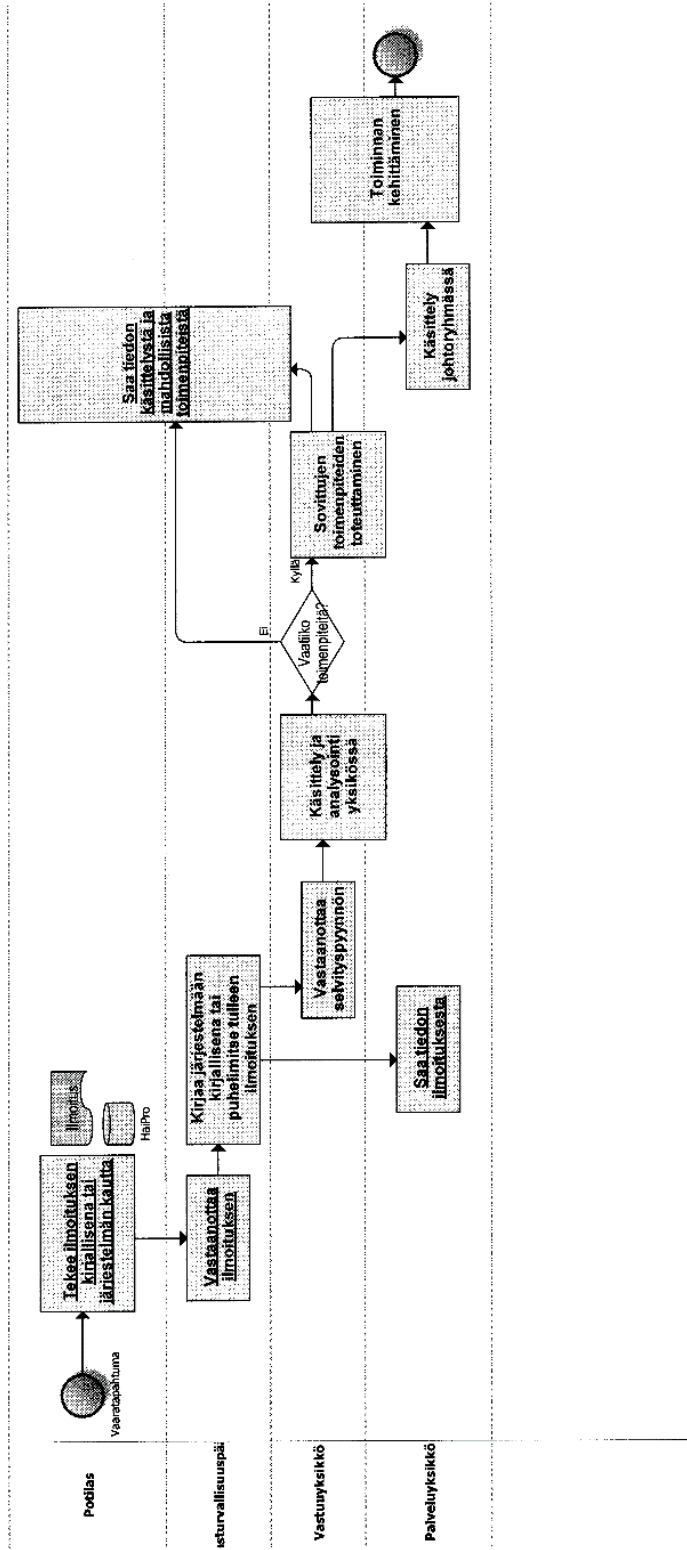 Potilas
Vaaratapahtuma
Tekee ilmoituksen
kirjallisena tai
järjestelmän kautta
Ilmoitus
HaiPro
Saa tiedon
käsittelystä ja
mahdollisista
toimenpiteistä
isturvallisuuspäi
Vastaanottaa
ilmoituksen
Kirjaa järjestelmään
kirjallisena tai
puhelimitse tulleen
ilmoituksen
Ei
Vastuuyksikkö
Vastaanottaa
selvityspyynnön
Käsittely ja
analysointi
yksikössä
Vaatiiko
toimenpiteitä?
Kyllä
Sovittujen
toimenpiteiden
toteuttaminen
Palveluyksikkö
Saa tiedon
ilmoituksesta
Käsittely
johtoryhmässä
Toiminnan
kehittäminen